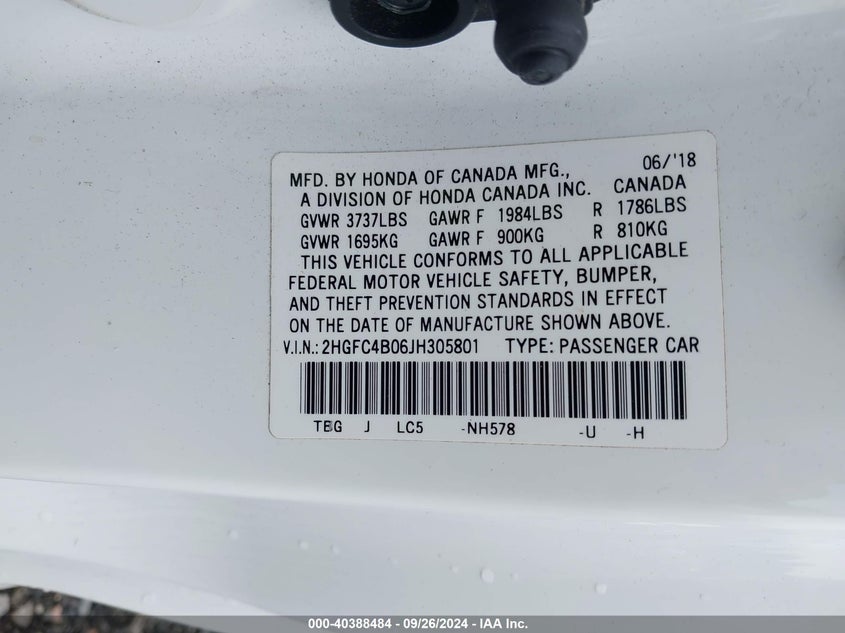 06/'18
MFD. BY HONDA OF CANADA MFG.,
A DIVISION OF HONDA CANADA INC. CANADA
GVWR 3737LBS GAWR F 1984LBS R 1786LBS
GVWR 1695KG GAWR F 900KG R 810KG
THIS VEHICLE CONFORMS TO ALL APPLICABLE
FEDERAL MOTOR VEHICLE SAFETY, BUMPER,
AND THEFT PREVENTION STANDARDS IN EFFECT
ON THE DATE OF MANUFACTURE SHOWN ABOVE.
V.I.N.: 2HGFC4B06JH305801 TYPE: PASSENGER CAR
TBG J LC5 -NH578 -U -H
000-40388484 - 09/26/2024 - IAA Inc.